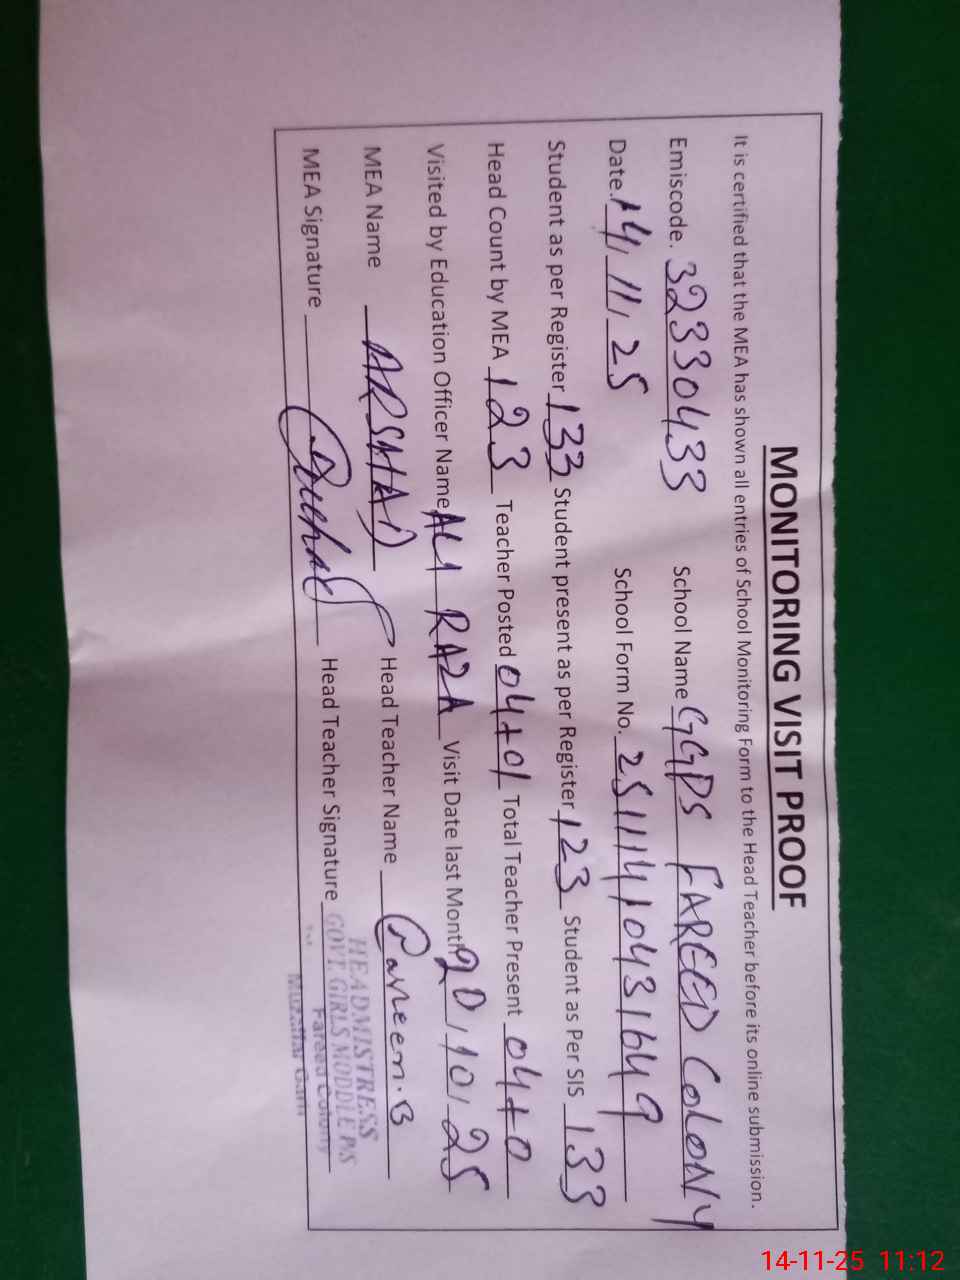 MONITORING VISIT PROOF
It is certified that the MEA has shown all entries of School Monitoring Form to the Head Teacher before its online submission.
Emiscode. 32330433 School Name GGPS FAREED COLONY
Date. 14, 11, 25 School Form No. 25111410431649
Student as per Register 133 Student present as per Register 123 Student as Per SIS 133
Head Count by MEA 123 Teacher Posted 04+01 Total Teacher Present 04+0
Visited by Education Officer Name ALI RAZA Visit Date last Month 20, 10, 25
MEA Name ARSHAD Head Teacher Name Parveen.B
MEA Signature Head Teacher Signature
HEADMISTRESS
GOVT. GIRLS MODDLE P/S
Fareed Colony
Muzaffar Garh
14-11-25 11:12